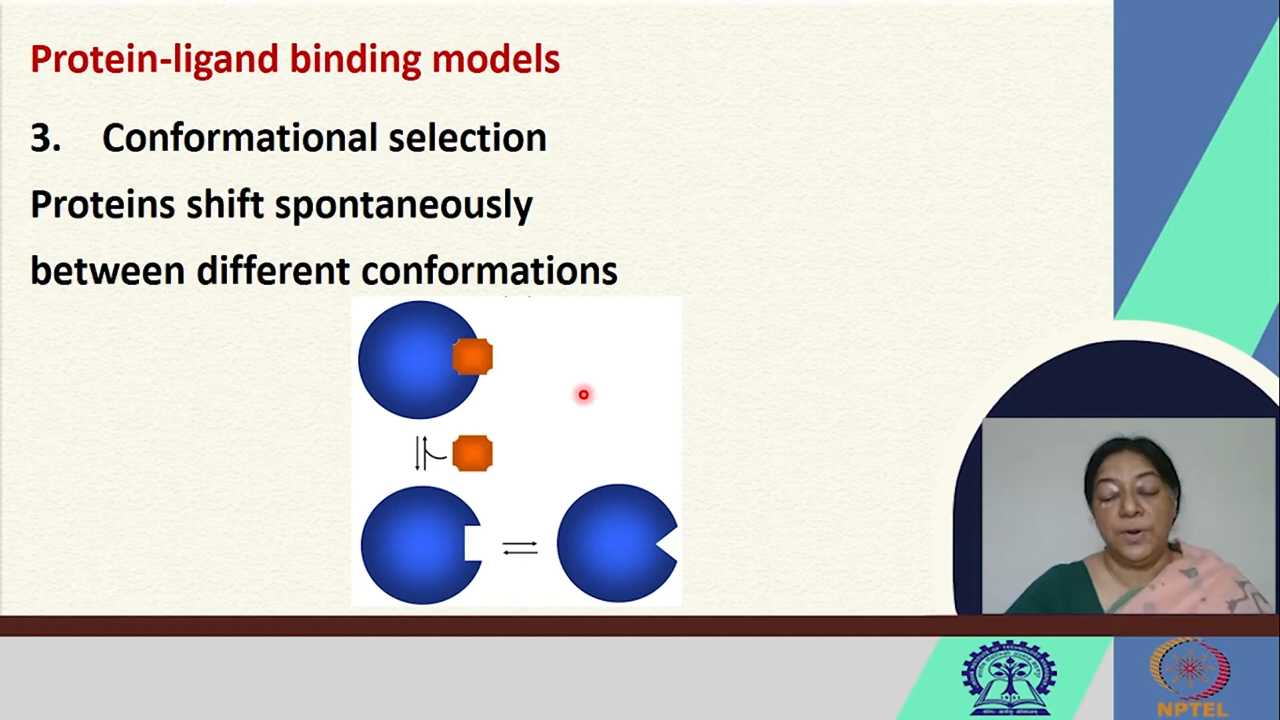 Protein-ligand binding models
3. Conformational selection
Proteins shift spontaneously
between different conformations
NPTEL